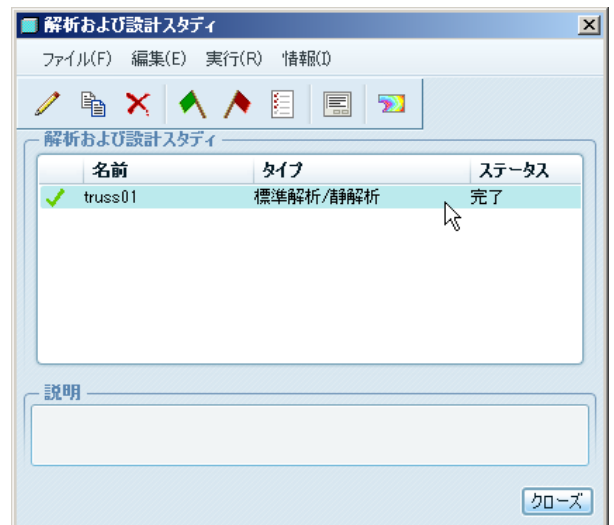 解析および設計スタディ
ファイル(F) 編集(E) 実行(R) 情報(I)
解析および設計スタディ
名前 タイプ ステータス
truss01 標準解析/静解析 完了
説明
クローズ